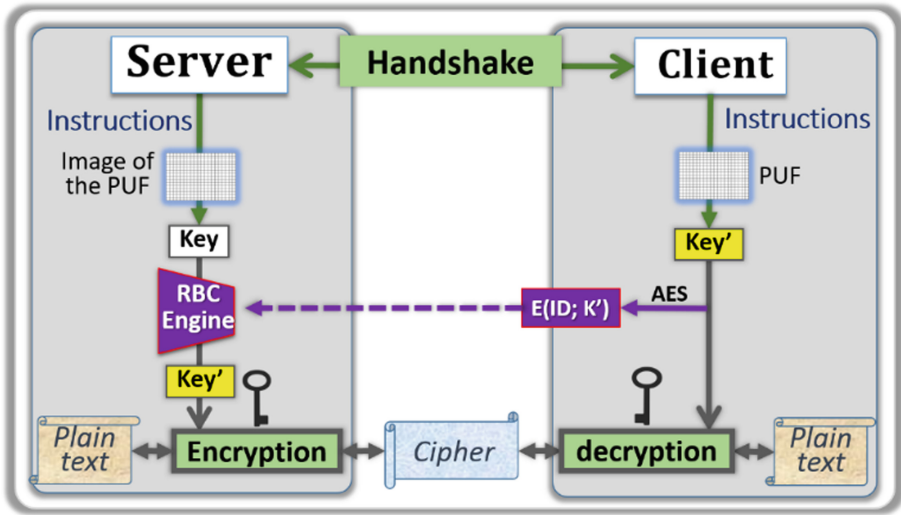 Server
Handshake
Client
Instructions
Instructions
Image of
the PUF
PUF
Key
Key’
RBC
Engine
E(ID; K’)
AES
Key’
Plain
text
Encryption
Cipher
decryption
Plain
text